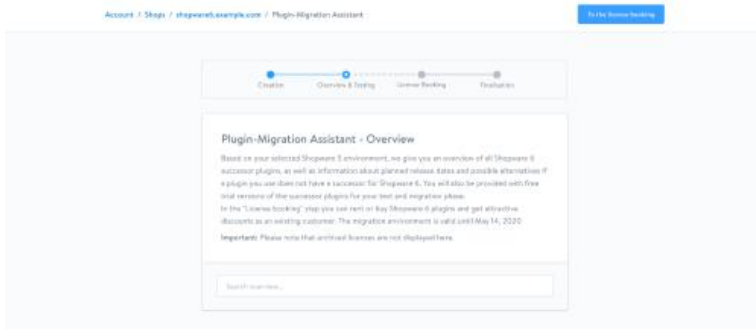 Account / Shops / shopware5.example.com / Plugin-Migration Assistant
To the license booking
Creation
Overview & Testing
License Booking
Finalisation
Plugin-Migration Assistant - Overview
Based on your selected Shopware 5 environment, we give you an overview of all Shopware 6
successor plugins, as well as information about planned release dates and possible alternatives if
a plugin you use does not have a successor for Shopware 6. You will also be provided with free
trial versions of the successor plugins for your test and migration phase.
In the "License booking" step you can rent or buy Shopware 6 plugins and get attractive
discounts as an existing customer. The migration environment is valid until May 14, 2020
Important: Please note that archived licenses are not displayed here.
Search overview...